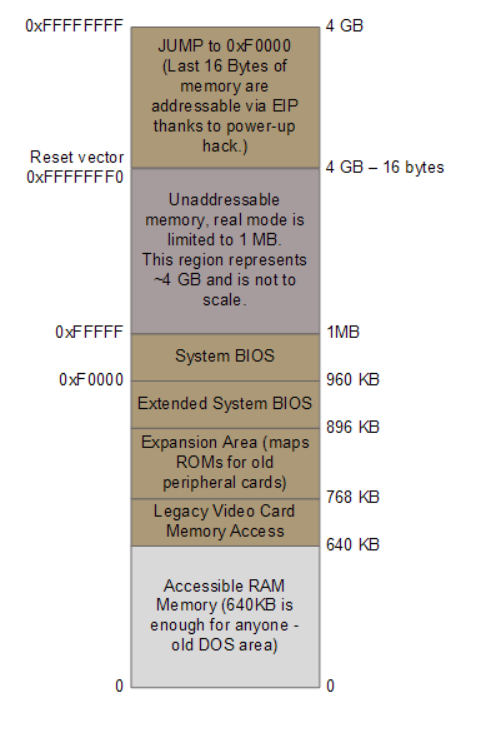 0xFFFFFFFF
4 GB
JUMP to 0xF0000
(Last 16 Bytes of
memory are
addressable via EIP
thanks to power-up
hack.)
Reset vector
0xFFFFFFF0
4 GB – 16 bytes
Unaddressable
memory, real mode is
limited to 1 MB.
This region represents
~4 GB and is not to
scale.
0xFFFFF
1MB
System BIOS
0xF0000
960 KB
Extended System BIOS
896 KB
Expansion Area (maps
ROMs for old
peripheral cards)
768 KB
Legacy Video Card
Memory Access
640 KB
Accessible RAM
Memory (640KB is
enough for anyone -
old DOS area)
0
0